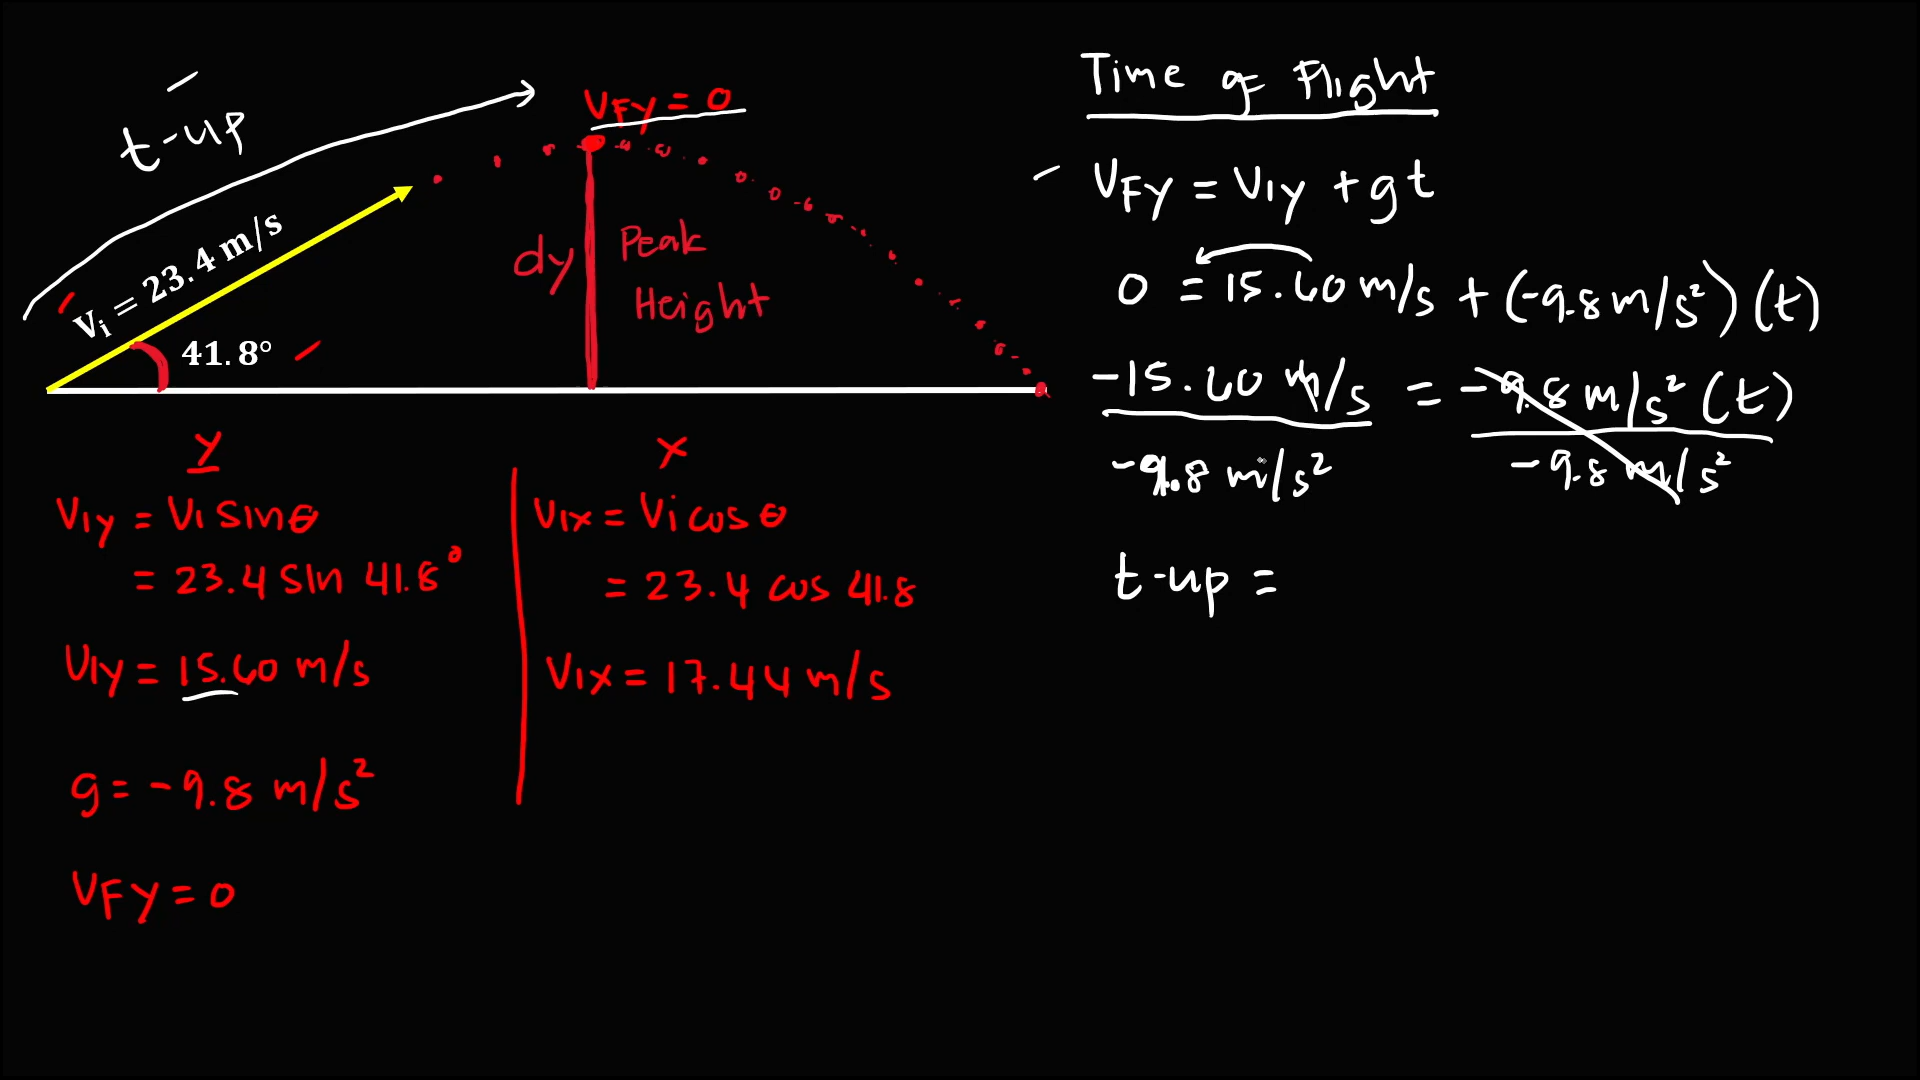 t-up
VFY = 0
Vi = 23.4 m/s
41.8°
dy
Peak
Height
y
Viy = Vi sinθ
= 23.4 sin 41.8°
Viy = 15.60 m/s
g = -9.8 m/s²
VFY = 0
x
Vix = Vi cos θ
= 23.4 cos 41.8
Vix = 17.44 m/s
Time of Flight
VFY = Viy + gt
0 = 15.60 m/s + (-9.8 m/s²)(t)
-15.60 m/s = -9.8 m/s² (t)
-9.8 m/s² -9.8 m/s²
t-up =